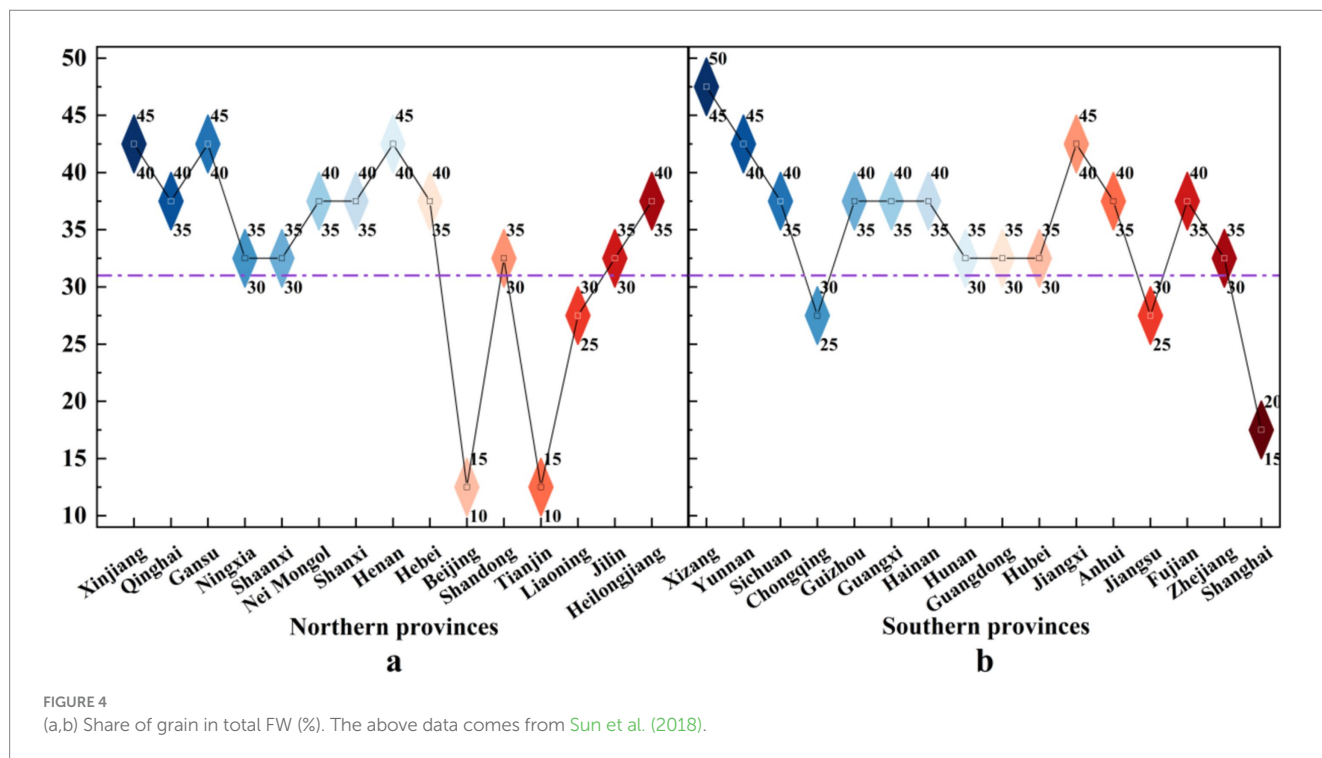 50
45
40
35
30
25
20
15
10
45 40
40 35
45 40
35 30
35 30
40 35
40 35
45 40
40 35
15 10
35 30
15 10
30 25
35 30
40 35
50 45
45 40
40 35
30 25
40 35
40 35
40 35
35 30
35 30
35 30
45 40
40 35
30 25
40 35
35 30
20 15
Xinjiang
Qinghai
Gansu
Ningxia
Shaanxi
Nei Mongol
Shanxi
Henan
Hebei
Beijing
Shandong
Tianjin
Liaoning
Jilin
Heilongjiang
Xizang
Yunnan
Sichuan
Chongqing
Guizhou
Guangxi
Hainan
Hunan
Guangdong
Hubei
Jiangxi
Anhui
Jiangsu
Fujian
Zhejiang
Shanghai
Northern provinces
Southern provinces
a
b
FIGURE 4
(a,b) Share of grain in total FW (%). The above data comes from Sun et al. (2018).